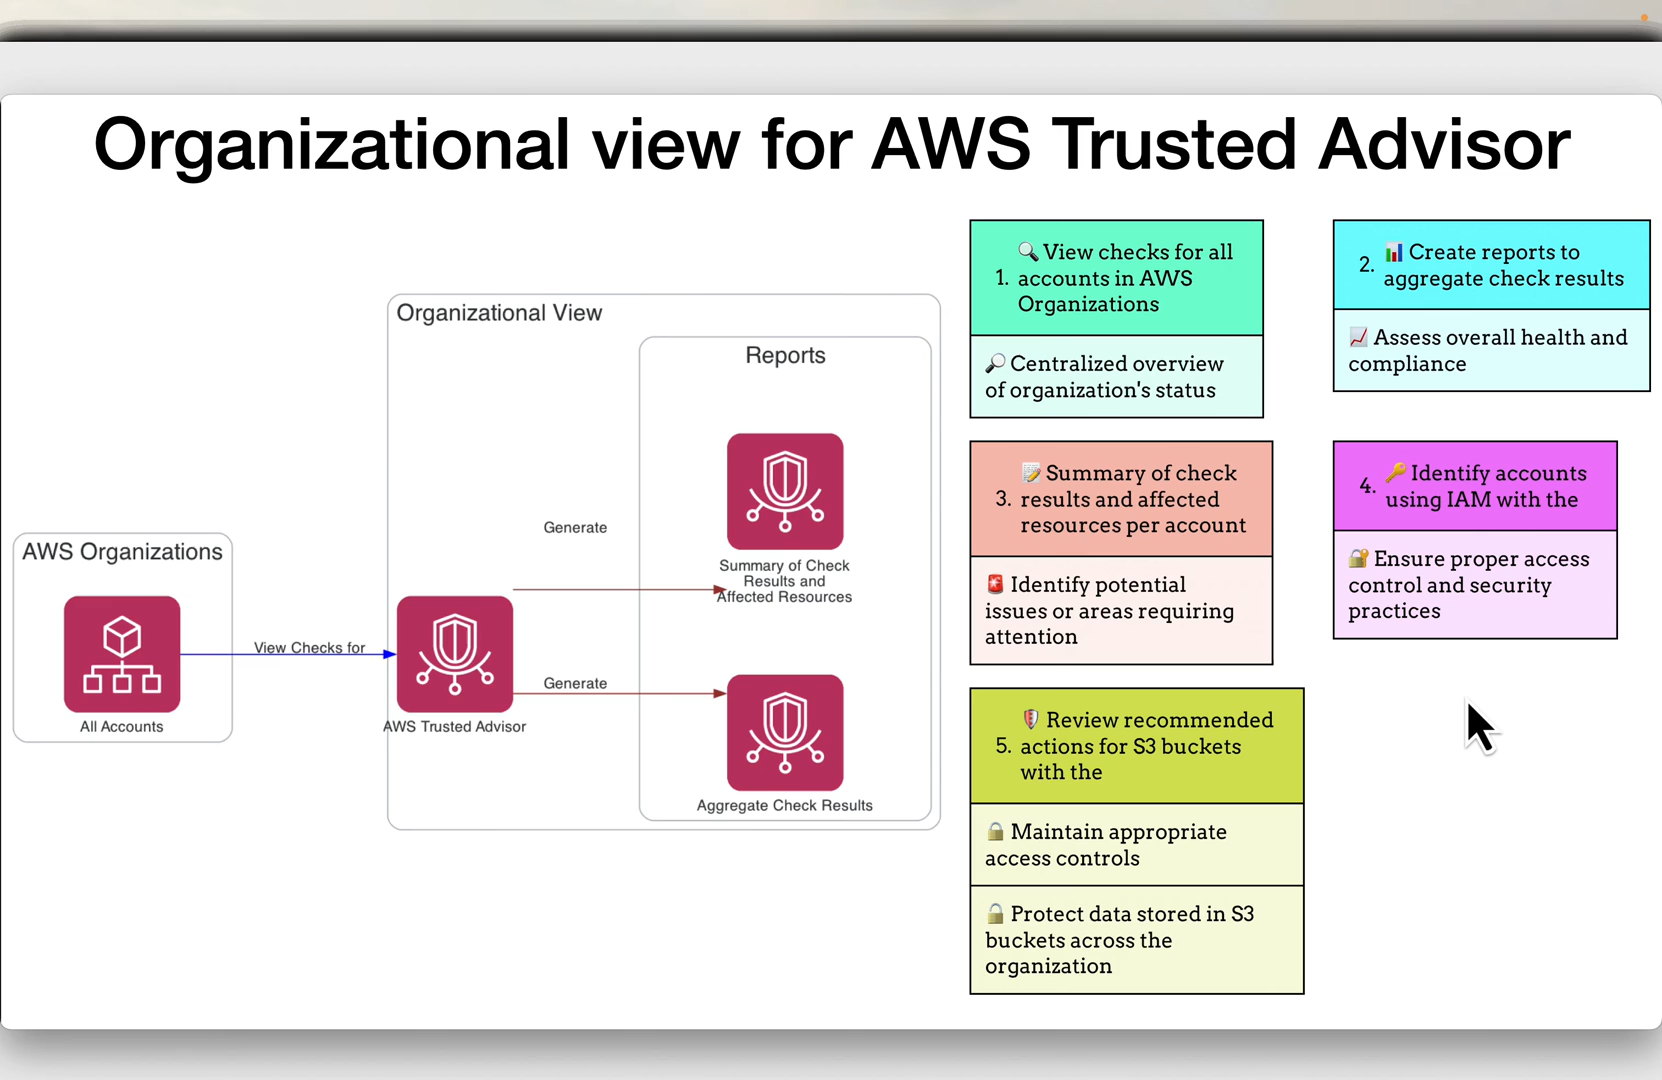 Organizational view for AWS Trusted Advisor
Organizational View
Reports
Generate
Summary of Check
Results and
Affected Resources
AWS Organizations
View Checks for
Generate
All Accounts
AWS Trusted Advisor
Aggregate Check Results
1. 🔍 View checks for all
accounts in AWS
Organizations
🔎 Centralized overview
of organization's status
2. 📊 Create reports to
aggregate check results
📈 Assess overall health and
compliance
3. 📝 Summary of check
results and affected
resources per account
🚨 Identify potential
issues or areas requiring
attention
4. 🔑 Identify accounts
using IAM with the
🔐 Ensure proper access
control and security
practices
5. 🛡️ Review recommended
actions for S3 buckets
with the
🔒 Maintain appropriate
access controls
🔒 Protect data stored in S3
buckets across the
organization